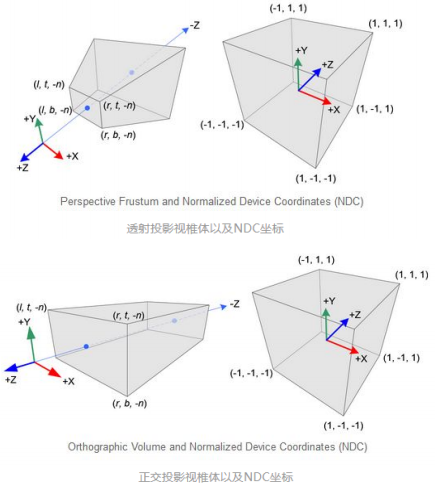 -Z
(-1, 1, 1)
(1, 1, 1)
(l, t, -n)
+Y
+Z
(l, b, -n)
(r, t, -n)
+Y
+X
(1, -1, 1)
(r, b, -n)
(-1, -1, -1)
+X
+Z
(1, -1, -1)
Perspective Frustum and Normalized Device Coordinates (NDC)
透射投影视椎体以及NDC坐标
(-1, 1, 1)
(1, 1, 1)
(l, t, -n)
(r, t, -n)
-Z
+Y
+Y
+Z
+X
(1, -1, 1)
+Z
+X
(-1, -1, -1)
(r, b, -n)
(1, -1, -1)
Orthographic Volume and Normalized Device Coordinates (NDC)
正交投影视椎体以及NDC坐标